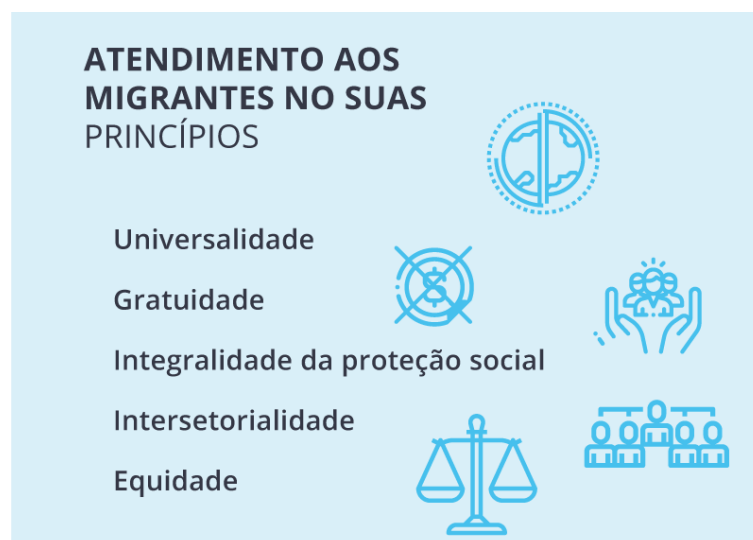 ATENDIMENTO AOS
MIGRANTES NO SUAS
PRINCÍPIOS
Universalidade
Gratuidade
Integralidade da proteção social
Intersetorialidade
Equidade